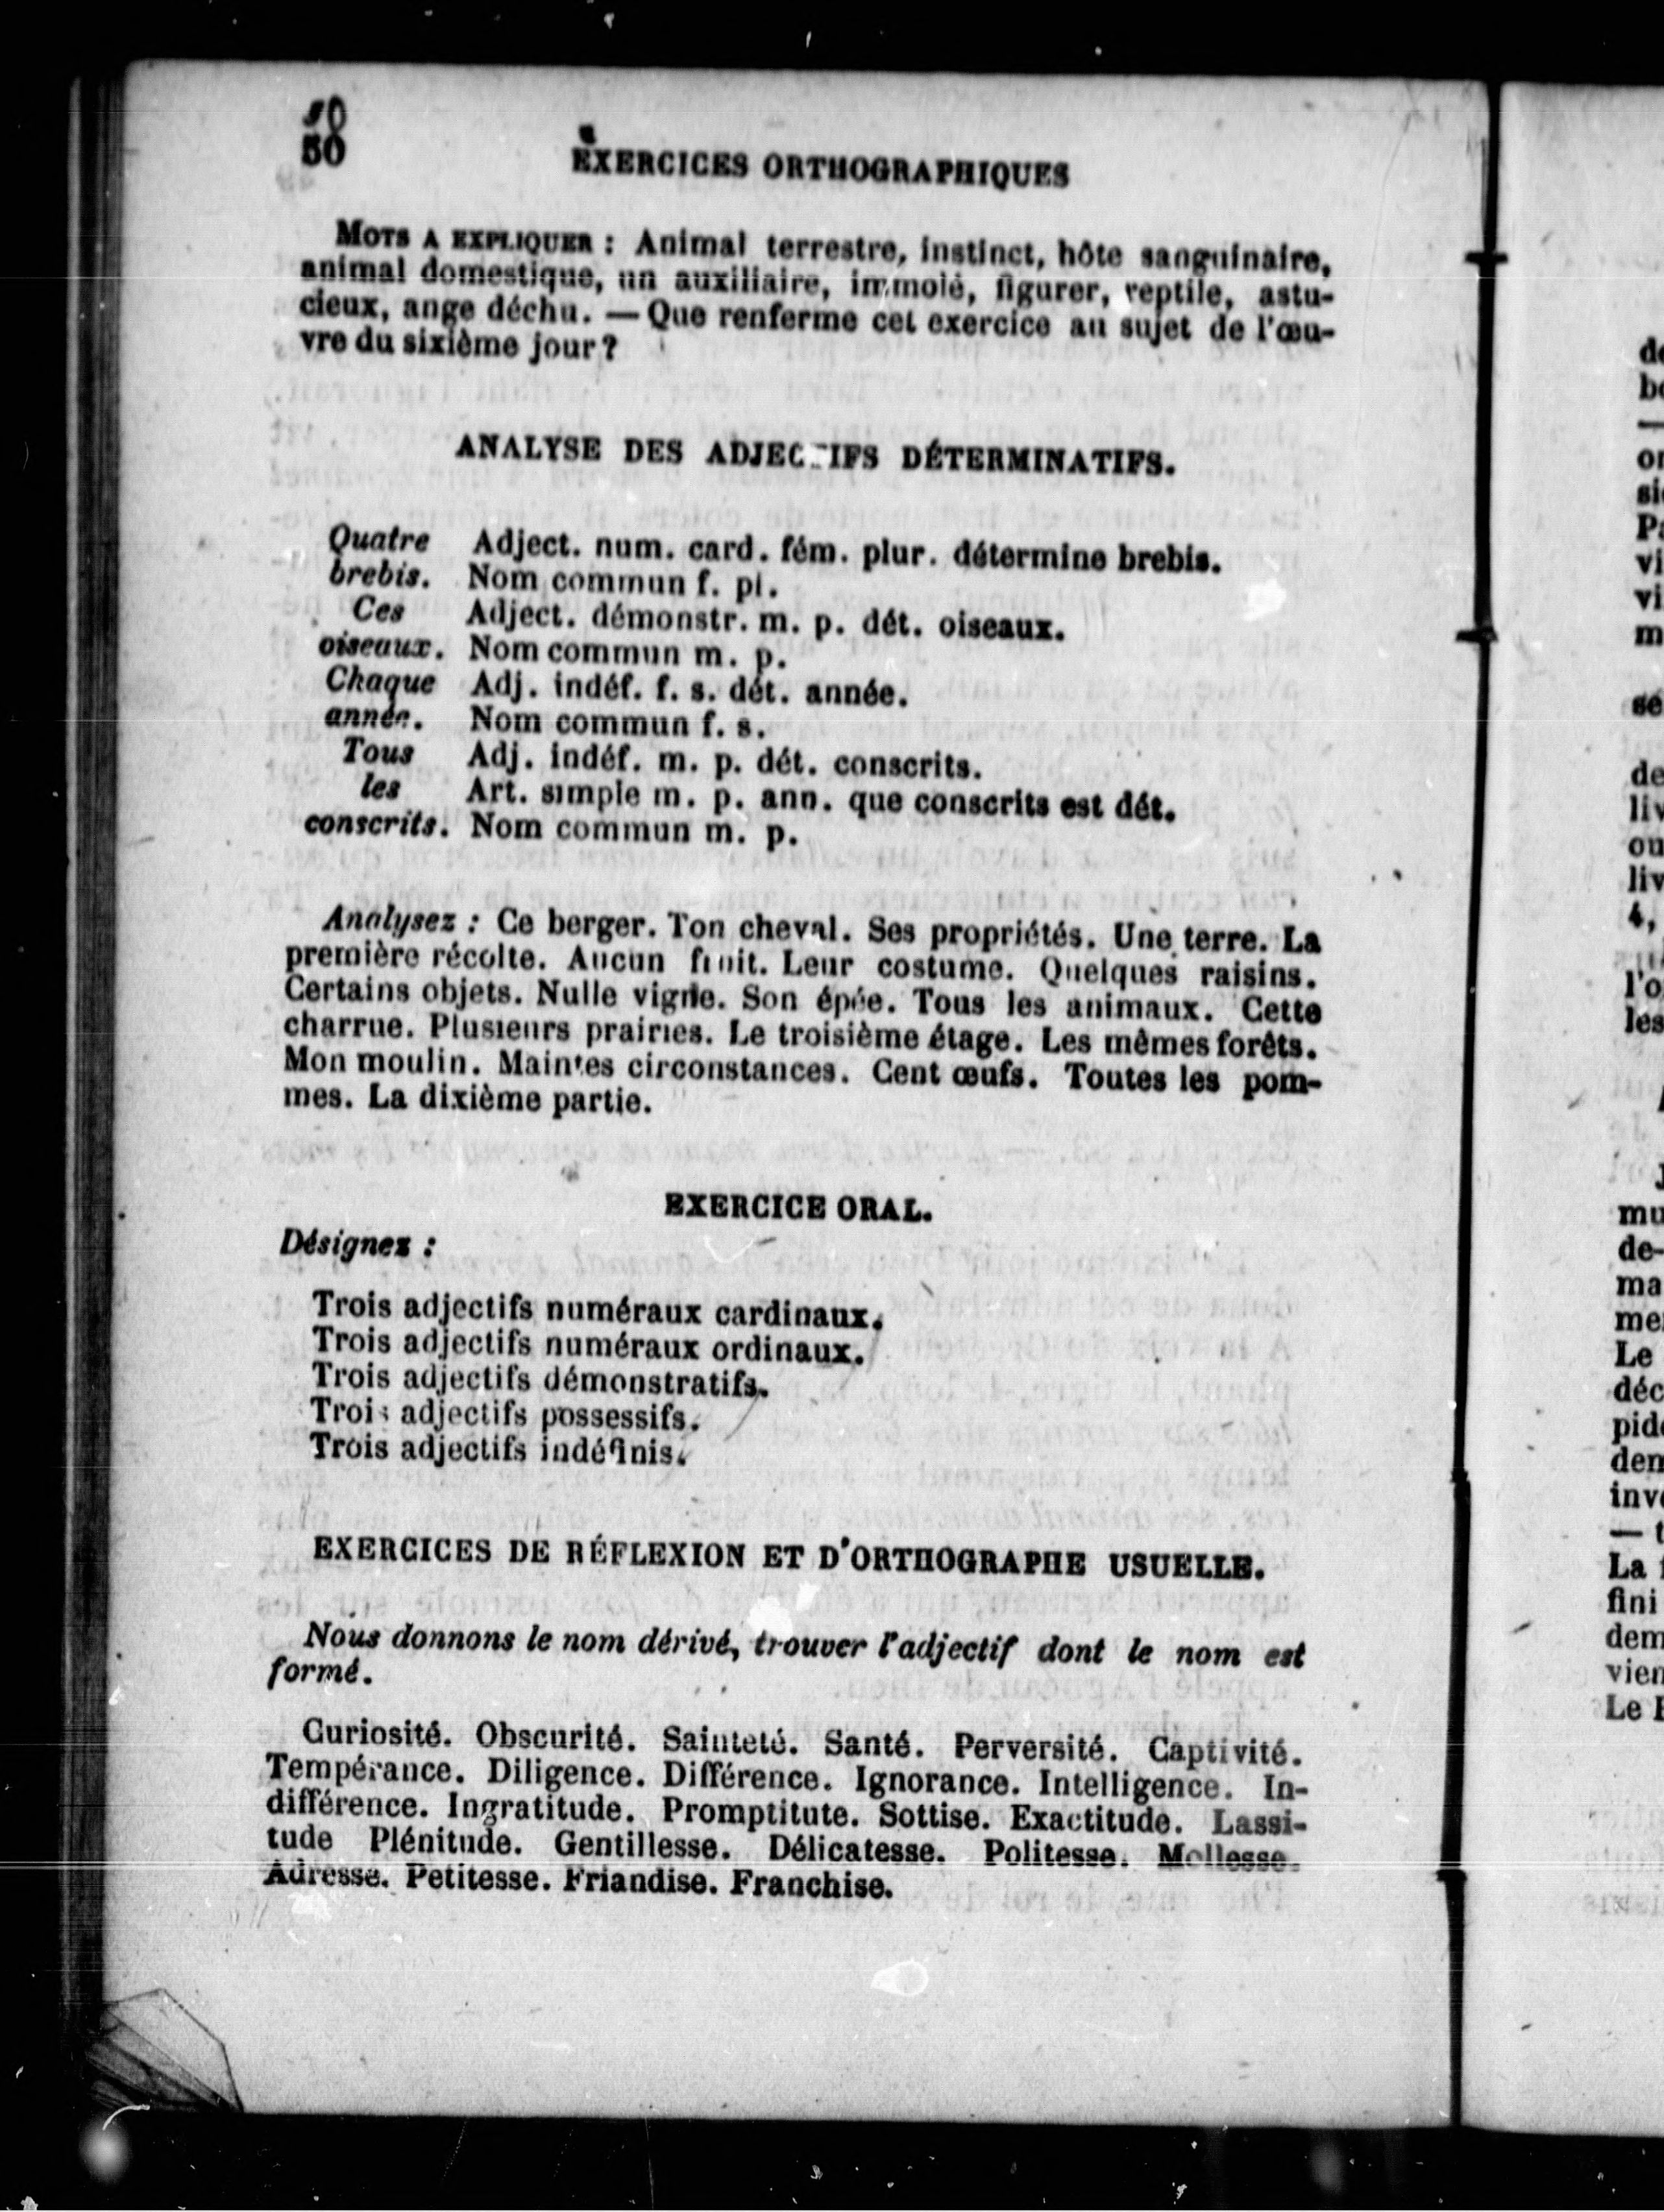 50
EXERCICES ORTHOGRAPHIQUES
MOTS A EXPLIQUER : Animal terrestre, instinct, hôte sanguinaire,
animal domestique, un auxiliaire, immolé, figurer, reptile, astu-
cieux, ange déchu. — Que renferme cet exercice au sujet de l'œu-
vre du sixième jour ?
ANALYSE DES ADJECTIFS DÉTERMINATIFS.
Quatre Adject. num. card. fém. plur. détermine brebis.
brebis. Nom commun f. pl.
Ces Adject. démonstr. m. p. dét. oiseaux.
oiseaux. Nom commun m. p.
Chaque Adj. indéf. f. s. dét. année.
année. Nom commun f. s.
Tous Adj. indéf. m. p. dét. conscrits.
les Art. simple m. p. ann. que conscrits est dét.
conscrits. Nom commun m. p.
Analysez : Ce berger. Ton cheval. Ses propriétés. Une terre. La
première récolte. Aucun fruit. Leur costume. Quelques raisins.
Certains objets. Nulle vigne. Son épée. Tous les animaux. Cette
charrue. Plusieurs prairies. Le troisième étage. Les mêmes forêts.
Mon moulin. Maintes circonstances. Cent œufs. Toutes les pom-
mes. La dixième partie.
EXERCICE ORAL.
Désignez :
Trois adjectifs numéraux cardinaux.
Trois adjectifs numéraux ordinaux.
Trois adjectifs démonstratifs.
Trois adjectifs possessifs.
Trois adjectifs indéfinis.
EXERCICES DE RÉFLEXION ET D'ORTHOGRAPHE USUELLE.
Nous donnons le nom dérivé, trouver l'adjectif dont le nom est
formé.
Curiosité. Obscurité. Sainteté. Santé. Perversité. Captivité.
Tempérance. Diligence. Différence. Ignorance. Intelligence. In-
différence. Ingratitude. Promptitute. Sottise. Exactitude. Lassi-
tude Plénitude. Gentillesse. Délicatesse. Politesse. Mollesse.
Adresse. Petitesse. Friandise. Franchise.